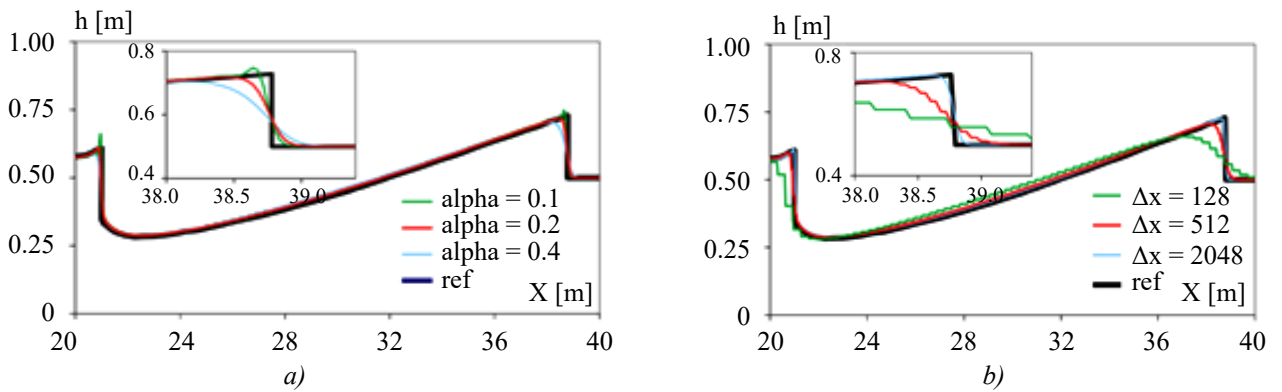 h [m]
1.00
0.75
0.50
0.25
0
0.8
0.6
0.4
38.0
38.5
39.0
alpha = 0.1
alpha = 0.2
alpha = 0.4
ref
X [m]
20
24
28
32
36
40
a)
h [m]
1.00
0.75
0.50
0.25
0
0.8
0.4
38.0
38.5
39.0
Δx = 128
Δx = 512
Δx = 2048
ref
X [m]
20
24
28
32
36
40
b)